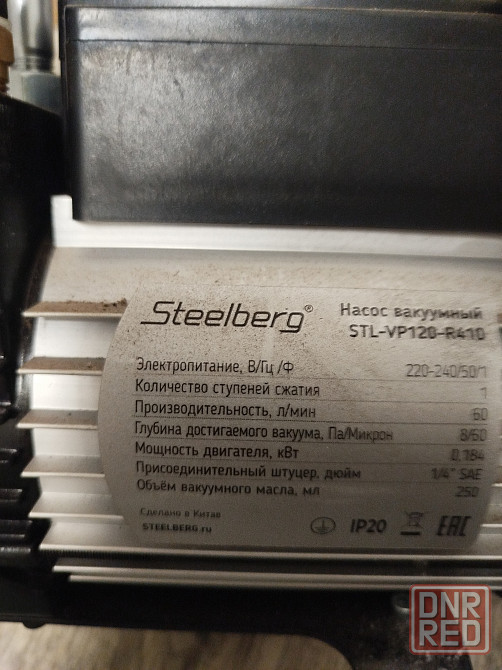 Steelberg®
Насос вакуумный
STL-VP120-R410
Электропитание, В/Гц/Ф 220-240/50/1
Количество ступеней сжатия 1
Производительность, л/мин 60
Глубина достигаемого вакуума, Па/Микрон 8/60
Мощность двигателя, кВт 0,184
Присоединительный штуцер, дюйм 1/4" SAE
Объём вакуумного масла, мл 250
Сделано в Китае
STEELBERG.ru
IP20 EAC
DNR
RED